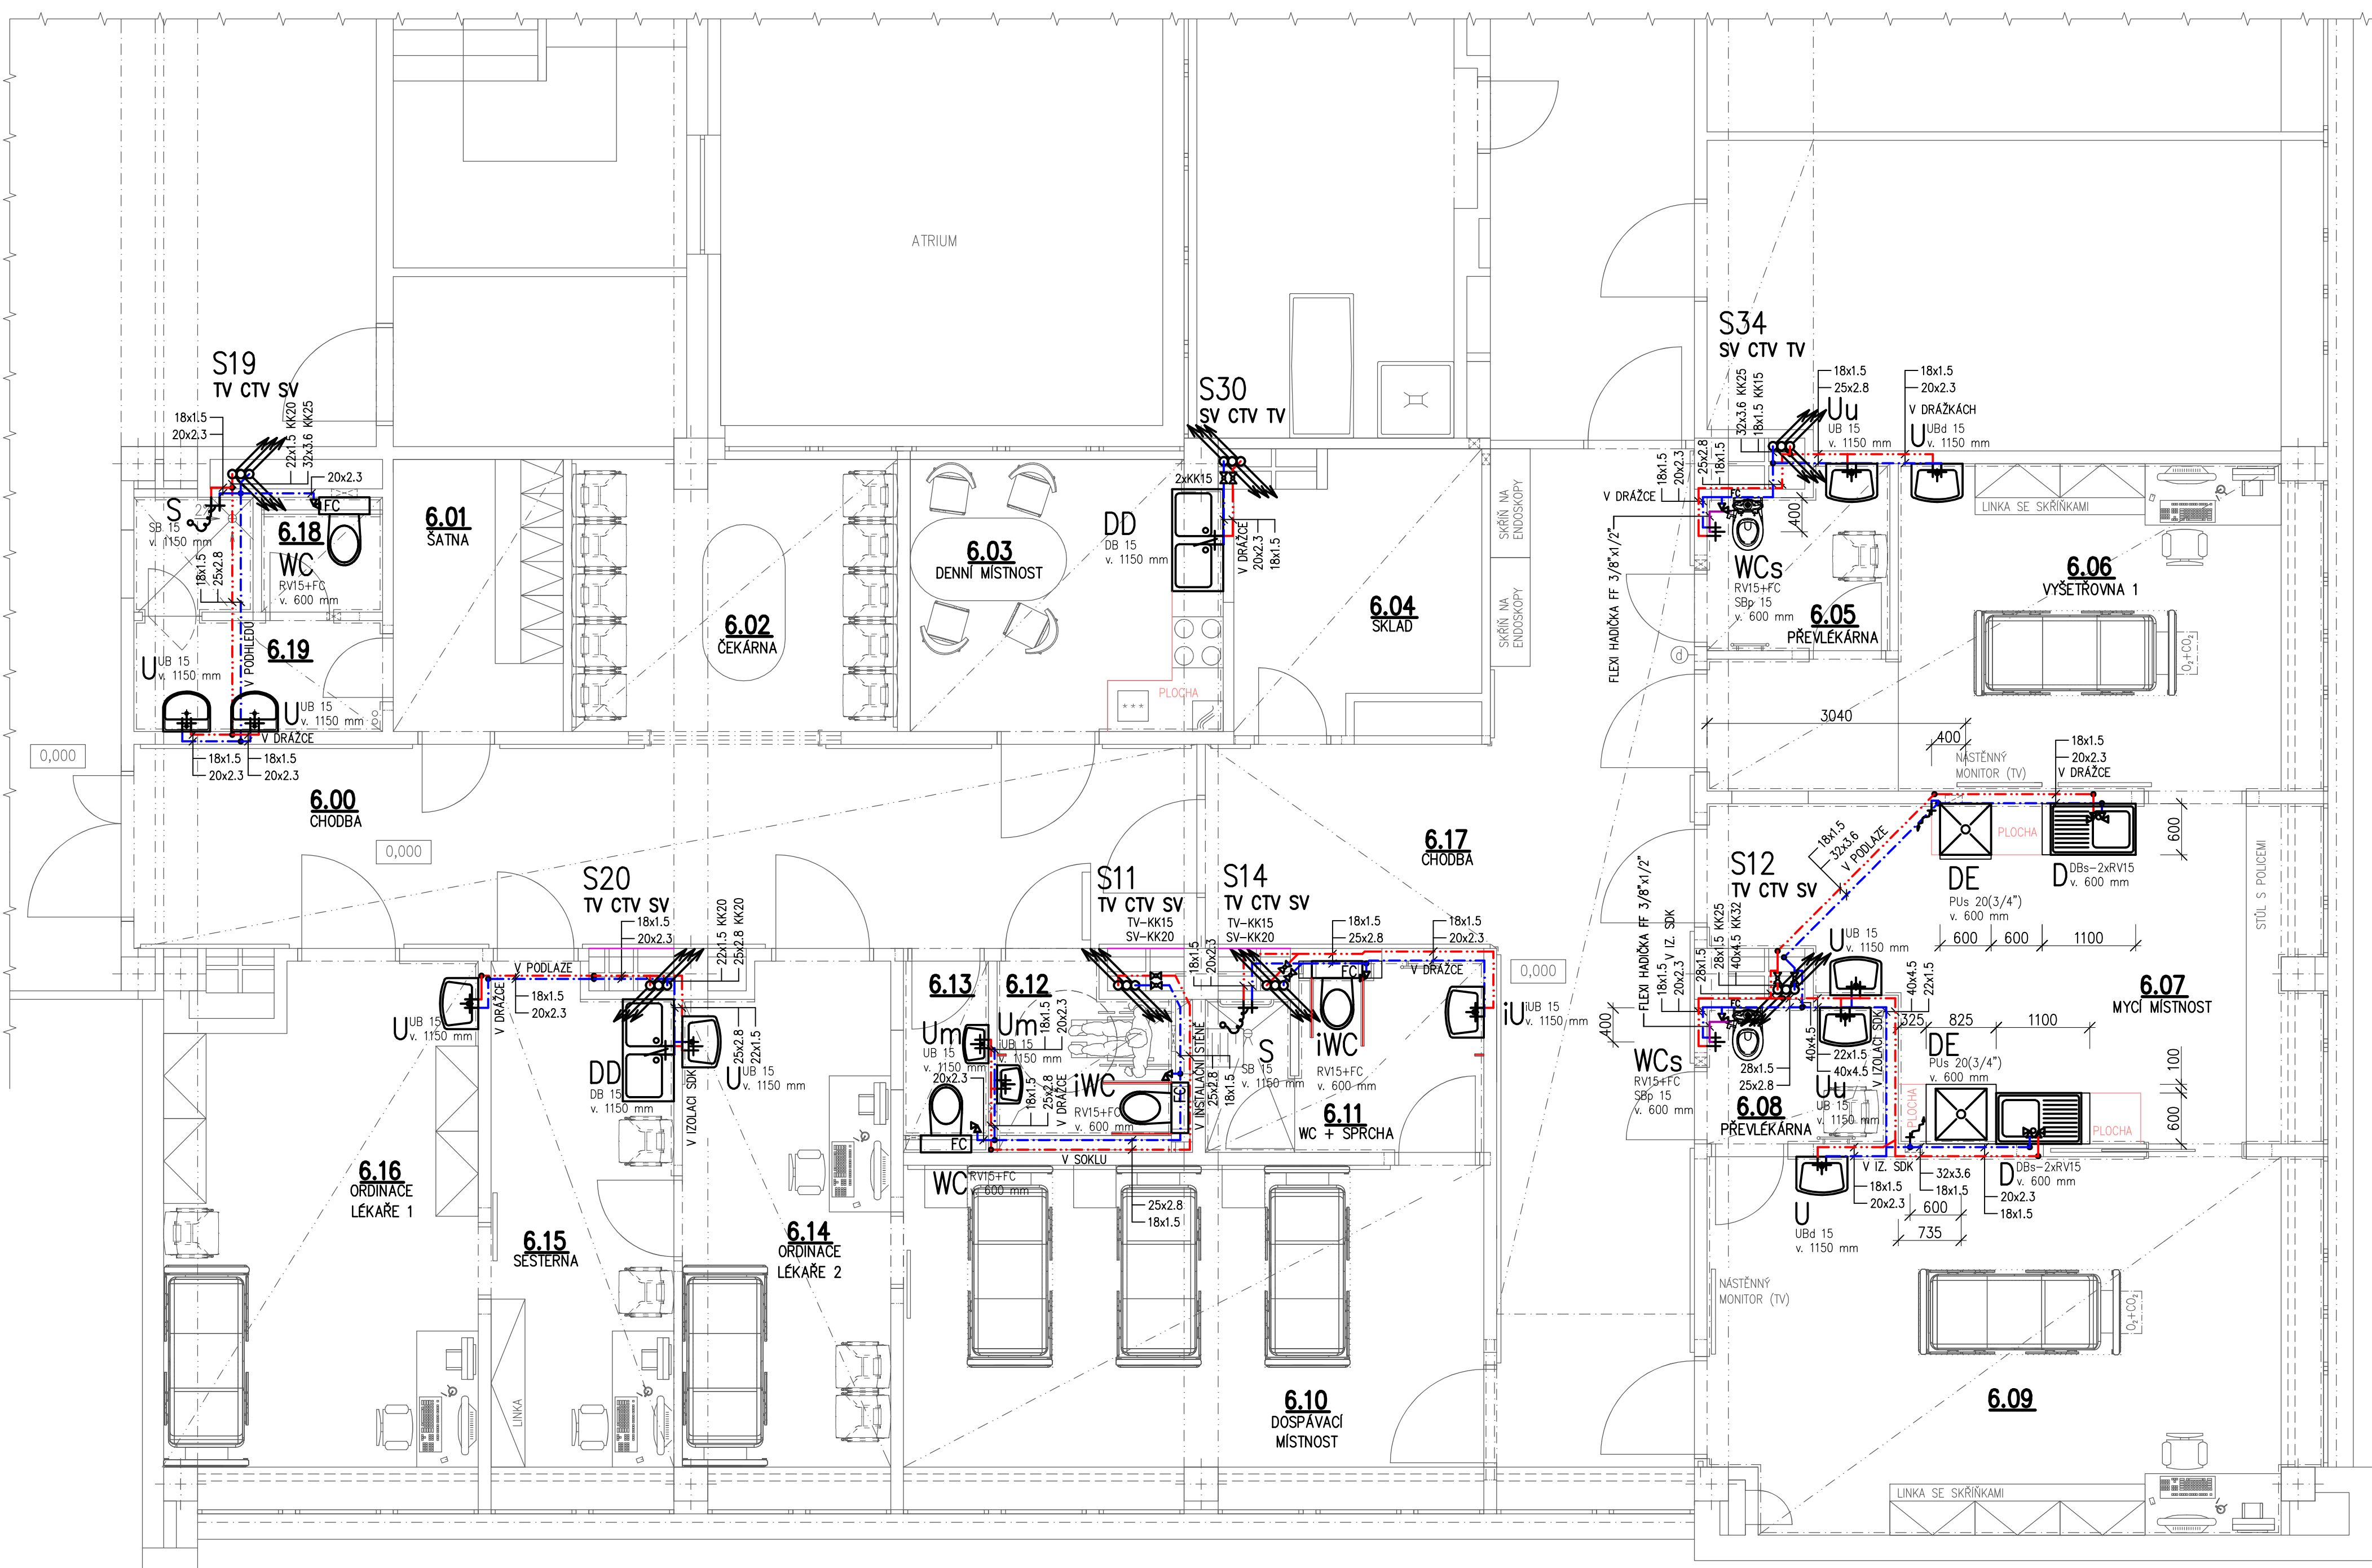 ATRIUM
S19
TV CTV SV
18x1.5
20x2.3
22x1.5 KK20
32x3.6 KK25
20x2.3
S
SB 15
v. 1150 mm
FC
6.18
WC
RV15+FC
v. 600 mm
18x1.5
25x2.8
V PODHLEDU
6.19
U
UB 15
v. 1150 mm
U
UB 15
v. 1150 mm
V DRÁŽCE
18x1.5
20x2.3
18x1.5
20x2.3
0,000
6.01
ŠATNA
6.02
ČEKÁRNA
6.03
DENNÍ MÍSTNOST
S30
SV CTV TV
2xKK15
DD
DB 15
v. 1150 mm
V DRÁŽCE
20x2.3
18x1.5
PLOCHA
***
6.04
SKLAD
SKŘÍŇ NA
ENDOSKOPY
SKŘÍŇ NA
ENDOSKOPY
S34
SV CTV TV
32x3.6 KK25
18x1.5 KK15
18x1.5
25x2.8
Uu
UB 15
v. 1150 mm
18x1.5
20x2.3
V DRÁŽKÁCH
U
UBd 15
v. 1150 mm
25x2.8
18x1.5
18x1.5
20x2.3
V DRÁŽCE
FLEXI HADIČKA FF 3/8"x1/2"
FC
400
WCs
RV15+FC
SBp 15
v. 600 mm
6.05
PŘEVLÉKÁRNA
d
LINKA SE SKŘÍŇKAMI
6.06
VYŠETŘOVNA 1
O2+CO2
3040
400
NÁSTĚNNÝ
MONITOR (TV)
18x1.5
20x2.3
V DRÁŽCE
6.00
CHODBA
0,000
6.17
CHODBA
18x1.5
32x3.6
V PODLAZE
PLOCHA
600
DE
PUs 20(3/4")
v. 600 mm
D
DBs-2xRV15
v. 600 mm
600
600
1100
STŮL S POLICEMI
S20
TV CTV SV
18x1.5
20x2.3
22x1.5 KK20
25x2.8 KK20
V PODLAZE
V DRÁŽCE
18x1.5
20x2.3
U
UB 15
v. 1150 mm
DD
DB 15
v. 1150 mm
V IZOLACI SDK
25x2.8
22x1.5
U
UB 15
v. 1150 mm
S11
TV CTV SV
TV-KK15
SV-KK20
S14
TV CTV SV
TV-KK15
SV-KK20
18x1.5
20x2.3
18x1.5
25x2.8
18x1.5
20x2.3
V DRÁŽCE
FC
0,000
6.13
6.12
Um
UB 15
v. 1150 mm
20x2.3
Um
UB 15
v. 1150 mm
18x1.5
20x2.3
18x1.5
25x2.8
V DRÁŽCE
iWC
RV15+FC
v. 600 mm
FC
V INSTALAČNÍ STĚNĚ
25x2.8
18x1.5
S
SB 15
v. 1150 mm
iWC
RV15+FC
v. 600 mm
iU
iUB 15
v. 1150 mm
6.11
WC + SPRCHA
FC
V SOKLU
WC
RV15+FC
v. 600 mm
25x2.8
18x1.5
S12
TV CTV SV
28x1.5 KK25
40x4.5 KK32
28x1.5
V IZ. SDK
18x1.5
20x2.3
FLEXI HADIČKA FF 3/8"x1/2"
400
FC
U
UB 15
v. 1150 mm
40x4.5
22x1.5
6.07
MYCÍ MÍSTNOST
WCs
RV15+FC
SBp 15
v. 600 mm
28x1.5
25x2.8
40x4.5
22x1.5
40x4.5
V IZOLACI SDK
Uu
UB 15
v. 1150 mm
6.08
PŘEVLÉKÁRNA
325
825
1100
DE
PUs 20(3/4")
v. 600 mm
PLOCHA
PLOCHA
100
600
V IZ. SDK
18x1.5
20x2.3
32x3.6
18x1.5
D
DBs-2xRV15
v. 600 mm
20x2.3
18x1.5
600
735
U
UBd 15
v. 1150 mm
6.16
ORDINACE
LÉKAŘE 1
6.15
SESTERNA
6.14
ORDINACE
LÉKAŘE 2
LINKA
6.10
DOSPÁVACÍ
MÍSTNOST
NÁSTĚNNÝ
MONITOR (TV)
O2+CO2
6.09
LINKA SE SKŘÍŇKAMI